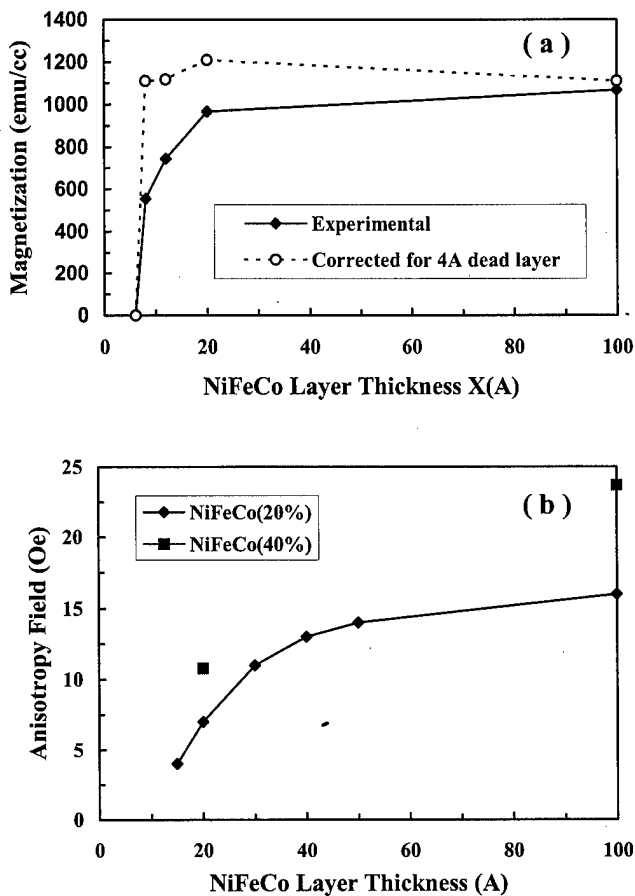 1400
1200
1000
800
600
400
200
0
Magnetization (emu/cc)
( a )
Experimental
Corrected for 4A dead layer
0 20 40 60 80 100
NiFeCo Layer Thickness X(A)
25
20
15
10
5
0
Anisotropy Field (Oe)
( b )
NiFeCo(20%)
NiFeCo(40%)
0 20 40 60 80 100
NiFeCo Layer Thickness (A)